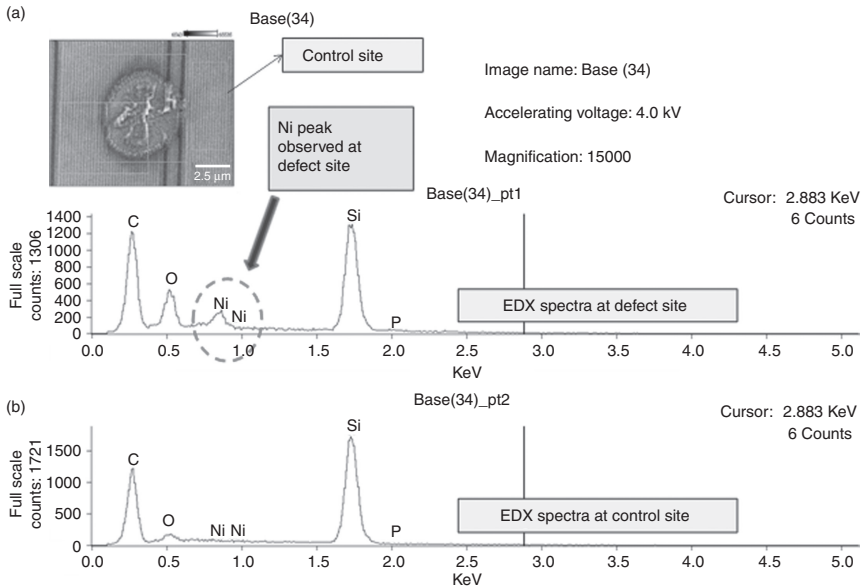 (a)
Base(34)
Control site
2.5 μm
Ni peak
observed at
defect site
Image name: Base (34)
Accelerating voltage: 4.0 kV
Magnification: 15000
Base(34)_pt1
Cursor: 2.883 KeV
6 Counts
Full scale
counts: 1306
1400
1200
1000
800
600
400
200
0
C
O
Ni
Ni
Si
P
EDX spectra at defect site
0.0 0.5 1.0 1.5 2.0 2.5 3.0 3.5 4.0 4.5 5.0
KeV
(b)
Base(34)_pt2
Cursor: 2.883 KeV
6 Counts
Full scale
counts: 1721
1500
1000
500
0
C
O
Ni Ni
Si
P
EDX spectra at control site
0.0 0.5 1.0 1.5 2.0 2.5 3.0 3.5 4.0 4.5 5.0
KeV